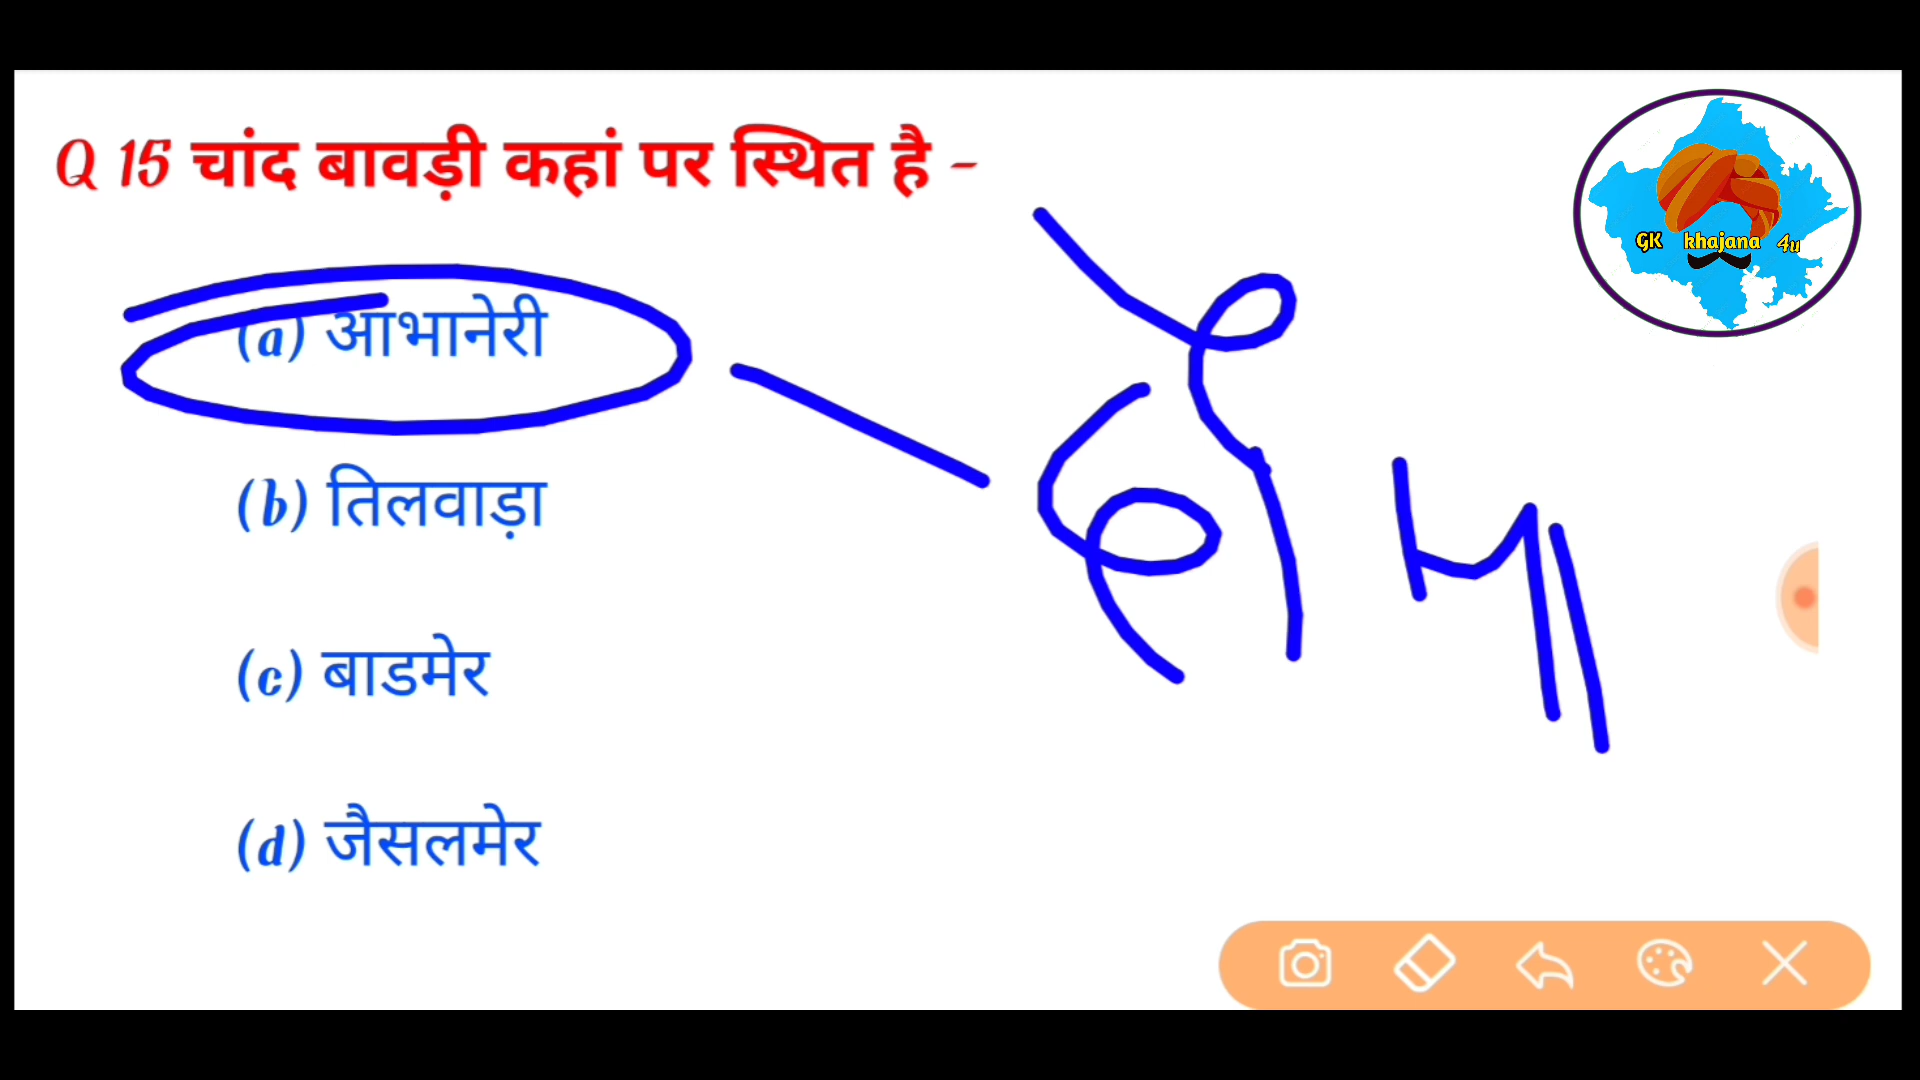 Q 15 चांद बावड़ी कहां पर स्थित है -
GK khajana 4u
(a) आभानेरी
(b) तिलवाड़ा
(c) बाडमेर
(d) जैसलमेर